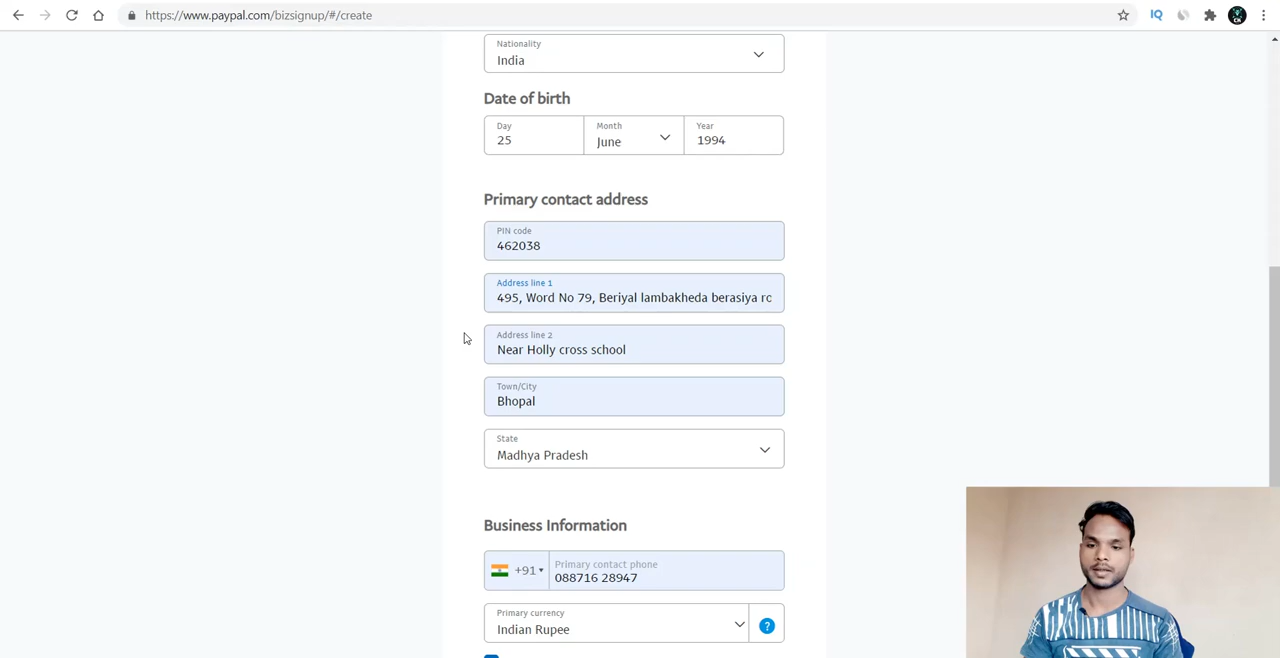 https://www.paypal.com/bizsignup/#/create
IQ
Nationality
India
Date of birth
Day
25
Month
June
Year
1994
Primary contact address
PIN code
462038
Address line 1
495, Word No 79, Beriyal lambakheda berasiya ro
Address line 2
Near Holly cross school
Town/City
Bhopal
State
Madhya Pradesh
Business Information
+91
Primary contact phone
088716 28947
Primary currency
Indian Rupee
?